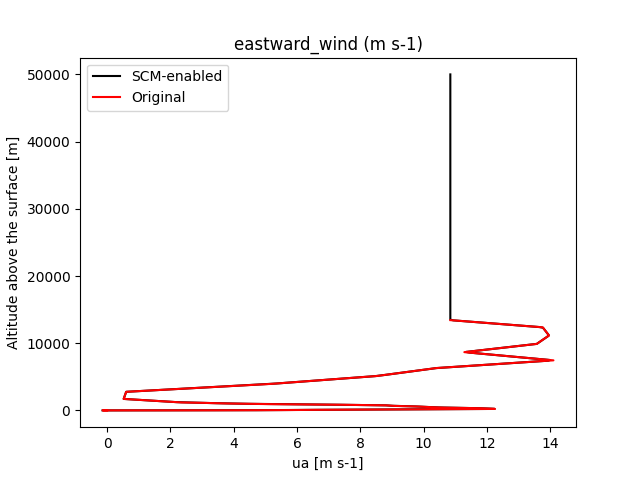 eastward_wind (m s-1)
SCM-enabled
Original
Altitude above the surface [m]
50000
40000
30000
20000
10000
0
0 2 4 6 8 10 12 14
ua [m s-1]